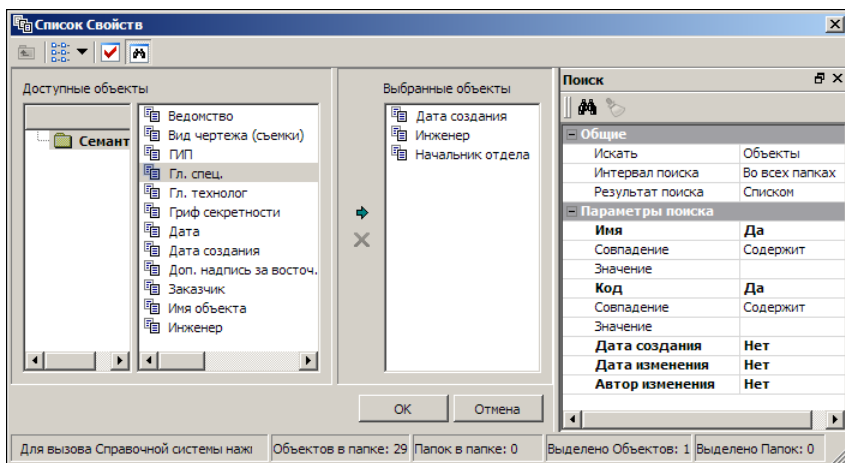 Список Свойств
Доступные объекты
Семант
Ведомство
Вид чертежа (съемки)
ГИП
Гл. спец.
Гл. технолог
Гриф секретности
Дата
Дата создания
Доп. надпись за восточ.
Заказчик
Имя объекта
Инженер
Выбранные объекты
Дата создания
Инженер
Начальник отдела
OK Отмена
Поиск
Общие
Искать Объекты
Интервал поиска Во всех папках
Результат поиска Списком
Параметры поиска
Имя Да
Совпадение Содержит
Значение
Код Да
Совпадение Содержит
Значение
Дата создания Нет
Дата изменения Нет
Автор изменения Нет
Для вызова Справочной системы наж Объектов в папке: 29 Папок в папке: 0 Выделено Объектов: 1 Выделено Папок: 0